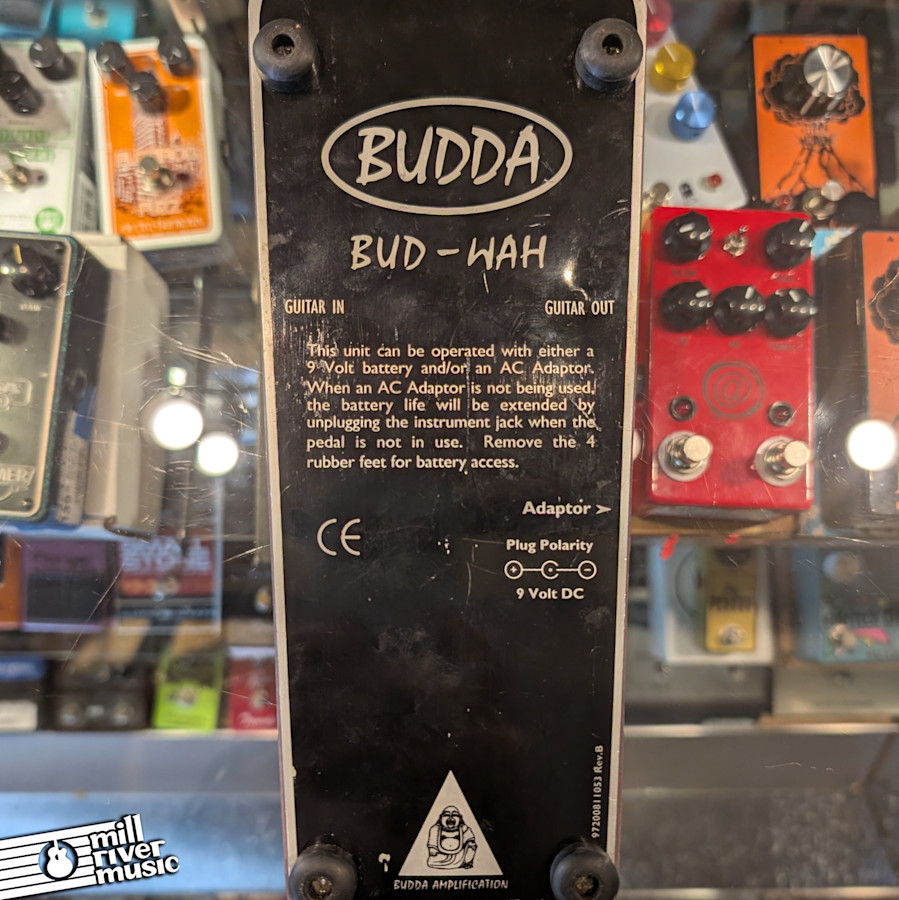 BUDDA
BUD-WAH
GUITAR IN
GUITAR OUT
This unit can be operated with either a
9 Volt battery and/or an AC Adaptor.
When an AC Adaptor is not being used,
the battery life will be extended by
unplugging the instrument jack when the
pedal is not in use. Remove the 4
rubber feet for battery access.
Adaptor
CE
Plug Polarity
9 Volt DC
97200811053 Rev.B
BUDDA AMPLIFICATION
mill
river
music